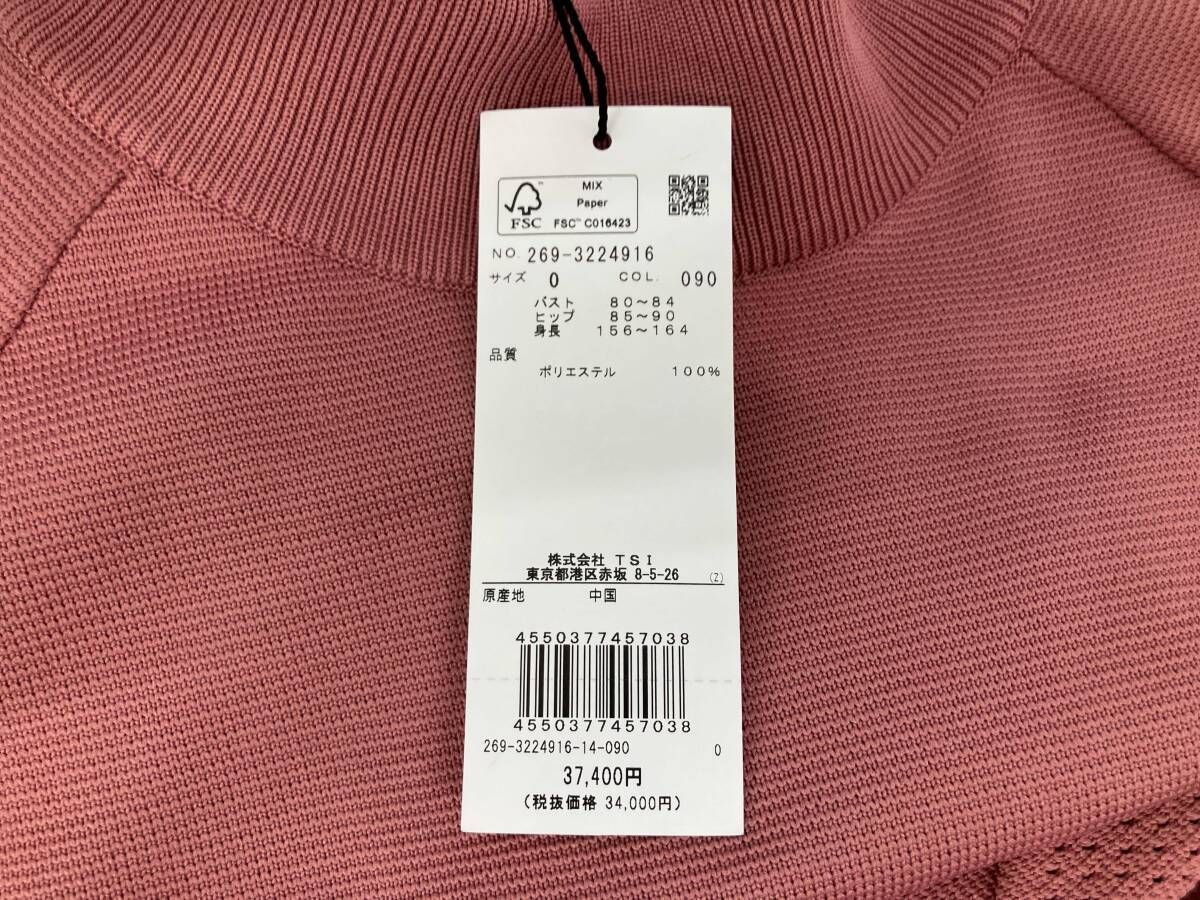 MIX
Paper
FSC™ FSC™ C016423
NO. 269-3224916
サイズ 0 COL. 090
バスト 80～84
ヒップ 85～90
身長 156～164
品質
ポリエステル 100%
株式会社 TSI
東京都港区赤坂 8-5-26 (Z)
原産地 中国
4550377457038
4550377457038
269-3224916-14-090 0
37,400円
(税抜価格 34,000円)